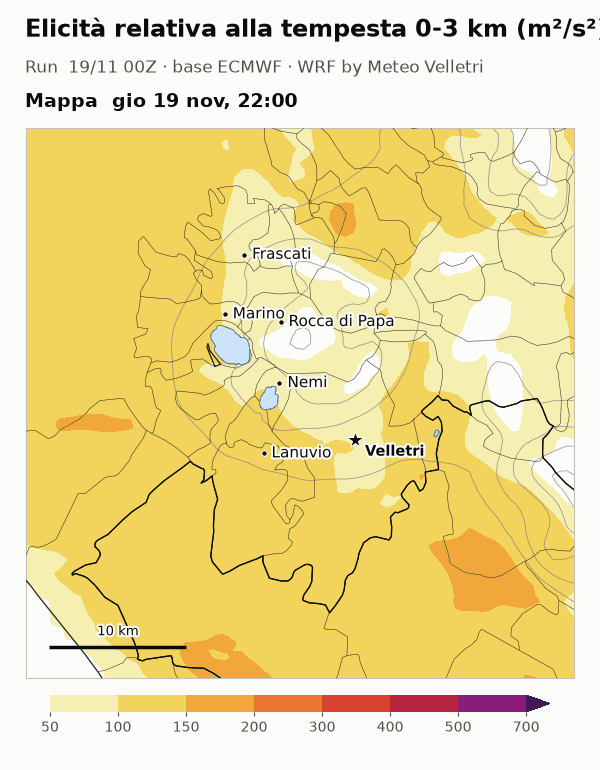 Elicità relativa alla tempesta 0-3 km (m²/s²)
Run 19/11 00Z · base ECMWF · WRF by Meteo Velletri
Mappa gio 19 nov, 22:00
Frascati
Marino
Rocca di Papa
Nemi
Velletri
Lanuvio
10 km
50 100 150 200 300 400 500 700